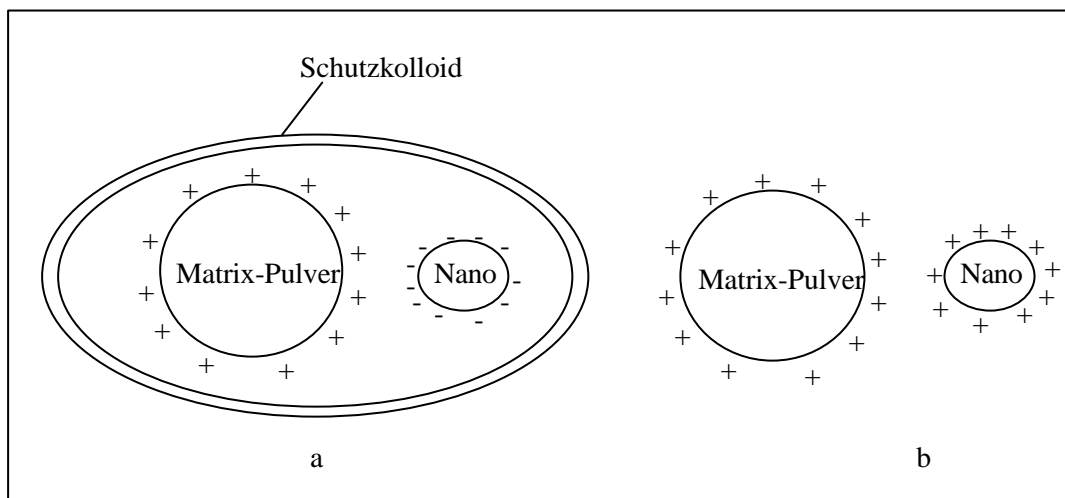 Schutzkolloid
Matrix-Pulver
Nano
Matrix-Pulver
Nano
a
b